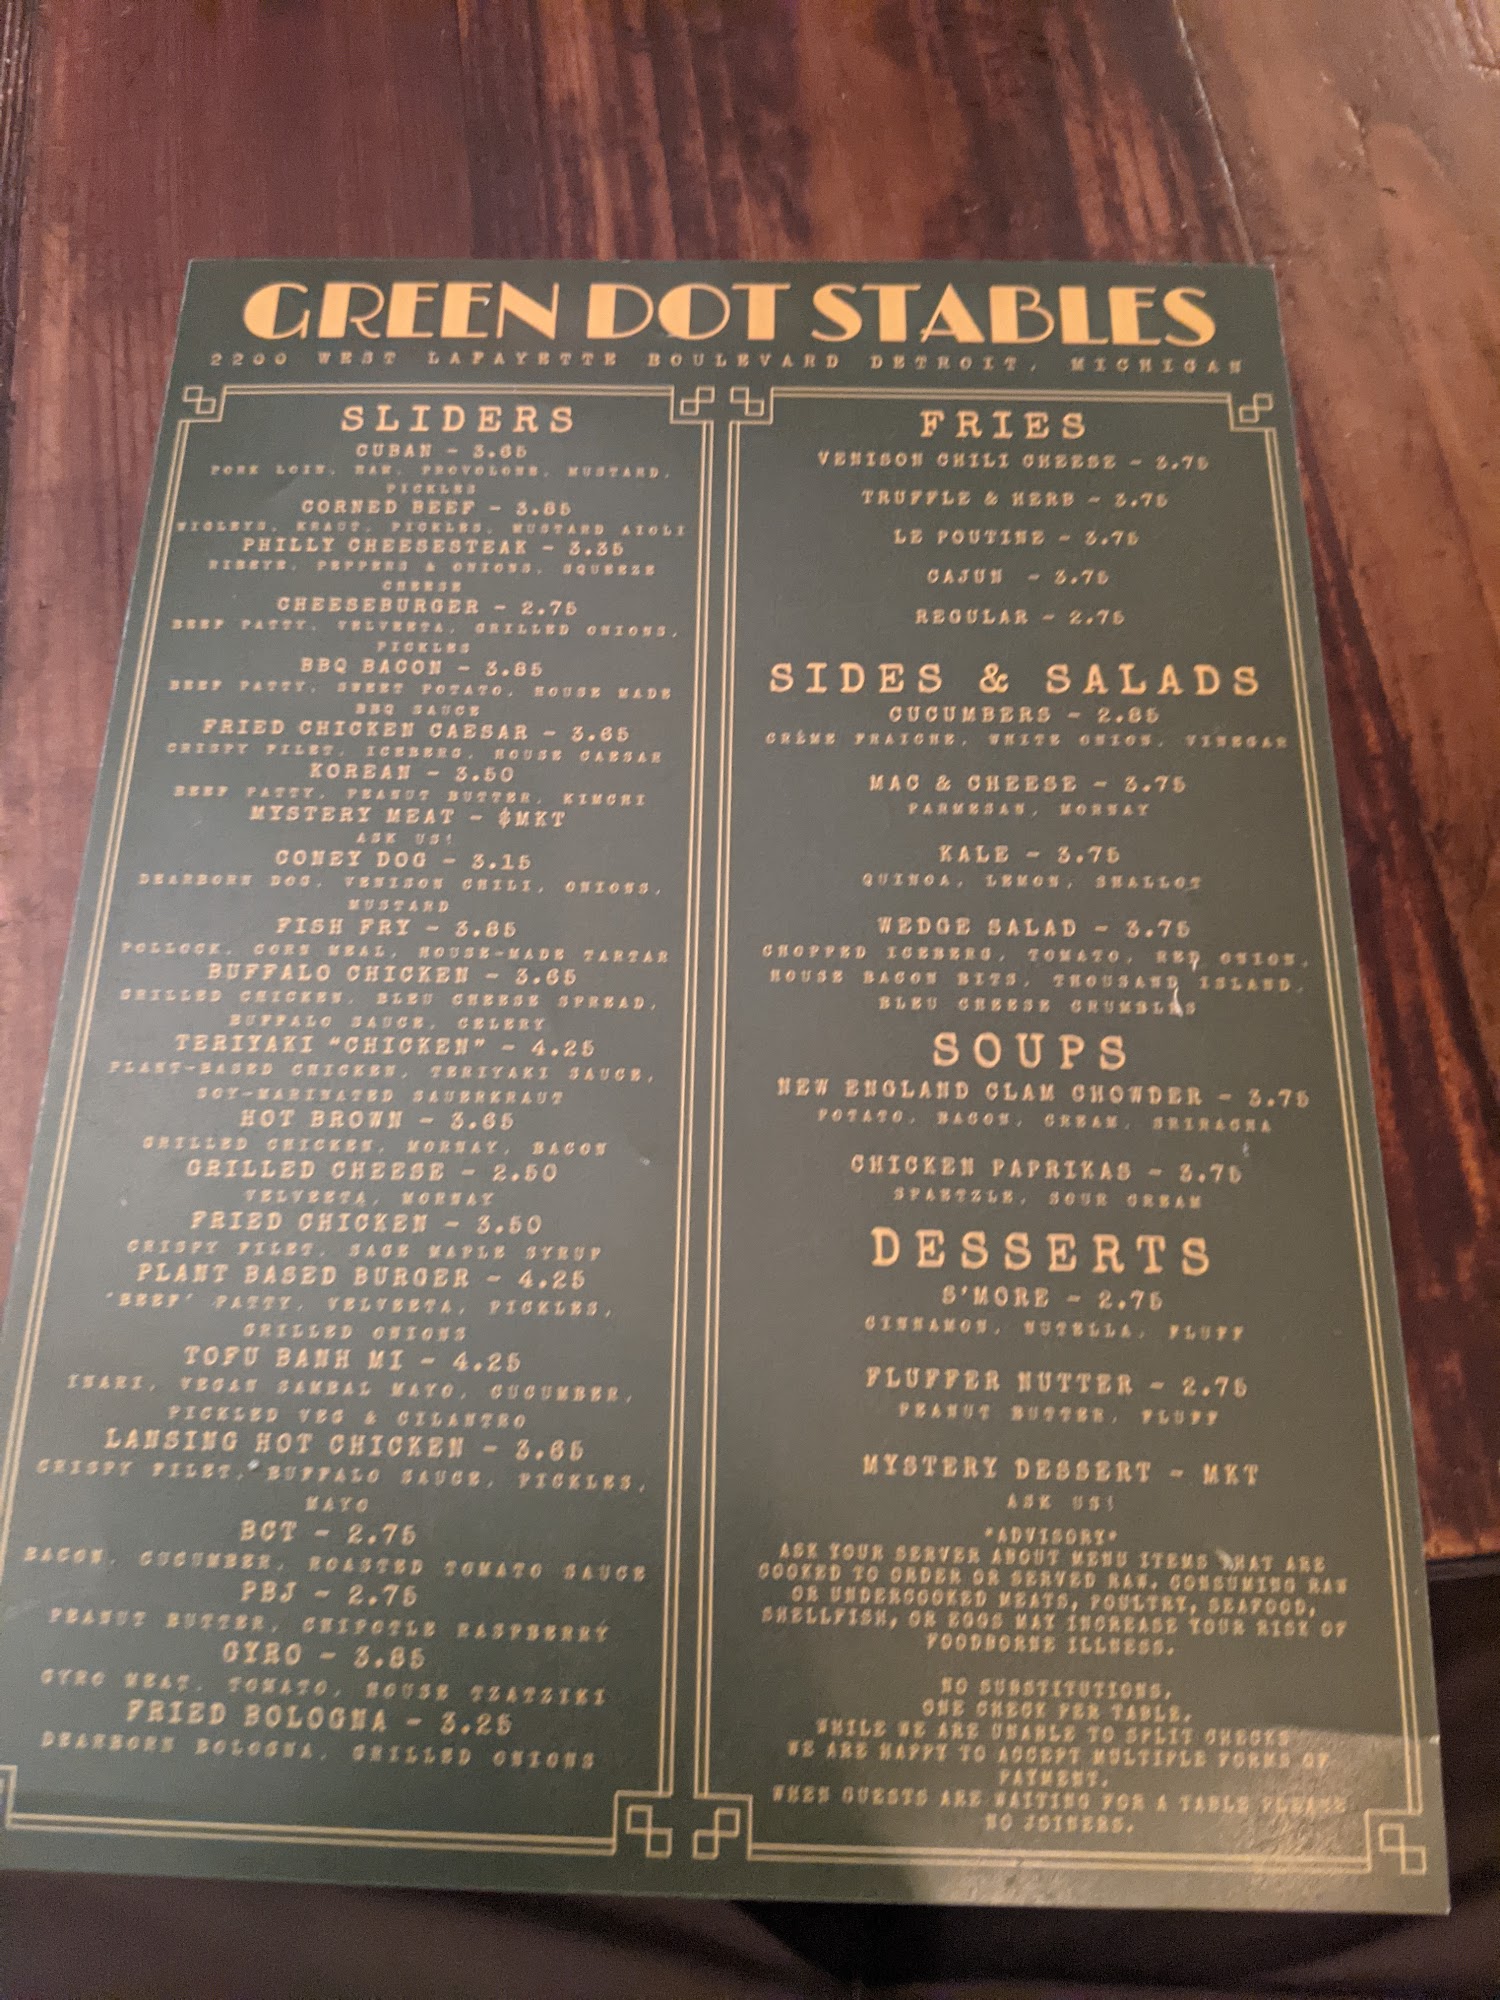 GREEN DOT STABLES
2200 WEST LAFAYETTE BOULEVARD DETROIT, MICHIGAN
SLIDERS
CUBAN - 3.65
PORK LOIN, HAM, PROVOLONE, MUSTARD,
PICKLES
CORNED BEEF - 3.85
WIGLEYS, KRAUT, PICKLES, MUSTARD AIOLI
PHILLY CHEESESTEAK - 3.35
RIBEYE, PEPPERS & ONIONS, SQUEEZE
CHEESE
CHEESEBURGER - 2.75
BEEF PATTY, VELVEETA, GRILLED ONIONS,
PICKLES
BBQ BACON - 3.85
BEEF PATTY, SWEET POTATO, HOUSE MADE
BBQ SAUCE
FRIED CHICKEN CAESAR - 3.65
CRISPY FILET, ICEBERG, HOUSE CAESAR
KOREAN - 3.50
BEEF PATTY, PEANUT BUTTER, KIMCHI
MYSTERY MEAT - $MKT
ASK US!
CONEY DOG - 3.15
DEARBORN DOG, VENISON CHILI, ONIONS,
MUSTARD
FISH FRY - 3.85
POLLOCK, CORN MEAL, HOUSE-MADE TARTAR
BUFFALO CHICKEN - 3.65
GRILLED CHICKEN, BLEU CHEESE SPREAD,
BUFFALO SAUCE, CELERY
TERIYAKI "CHICKEN" - 4.25
PLANT-BASED CHICKEN, TERIYAKI SAUCE,
SOY-MARINATED SAUERKRAUT
HOT BROWN - 3.65
GRILLED CHICKEN, MORNAY, BACON
GRILLED CHEESE - 2.50
VELVEETA, MORNAY
FRIED CHICKEN - 3.50
CRISPY FILET, SAGE MAPLE SYRUP
PLANT BASED BURGER - 4.25
'BEEF' PATTY, VELVEETA, PICKLES,
GRILLED ONIONS
TOFU BANH MI - 4.25
INARI, VEGAN SAMBAL MAYO, CUCUMBER,
PICKLED VEG & CILANTRO
LANSING HOT CHICKEN - 3.65
CRISPY FILET, BUFFALO SAUCE, PICKLES,
MAYO
BCT - 2.75
BACON, CUCUMBER, ROASTED TOMATO SAUCE
PBJ - 2.75
PEANUT BUTTER, CHIPOTLE RASPBERRY
GYRO - 3.85
GYRO MEAT, TOMATO, HOUSE TZATZIKI
FRIED BOLOGNA - 3.25
DEARBORN BOLOGNA, GRILLED ONIONS
FRIES
VENISON CHILI CHEESE - 3.75
TRUFFLE & HERB - 3.75
LE POUTINE - 3.75
CAJUN - 3.75
REGULAR - 2.75
SIDES & SALADS
CUCUMBERS - 2.85
CRÈME FRAICHE, WHITE ONION, VINEGAR
MAC & CHEESE - 3.75
PARMESAN, MORNAY
KALE - 3.75
QUINOA, LEMON, SHALLOT
WEDGE SALAD - 3.75
CHOPPED ICEBERG, TOMATO, RED ONION,
HOUSE BACON BITS, THOUSAND ISLAND,
BLEU CHEESE CRUMBLES
SOUPS
NEW ENGLAND CLAM CHOWDER - 3.75
POTATO, BACON, CREAM, SRIRACHA
CHICKEN PAPRIKAS - 3.75
SPAETZLE, SOUR CREAM
DESSERTS
S'MORE - 2.75
CINNAMON, NUTELLA, FLUFF
FLUFFER NUTTER - 2.75
PEANUT BUTTER, FLUFF
MYSTERY DESSERT - MKT
ASK US!
*ADVISORY*
ASK YOUR SERVER ABOUT MENU ITEMS THAT ARE
COOKED TO ORDER OR SERVED RAW. CONSUMING RAW
OR UNDERCOOKED MEATS, POULTRY, SEAFOOD,
SHELLFISH, OR EGGS MAY INCREASE YOUR RISK OF
FOODBORNE ILLNESS.
NO SUBSTITUTIONS.
ONE CHECK PER TABLE.
WHILE WE ARE UNABLE TO SPLIT CHECKS
WE ARE HAPPY TO ACCEPT MULTIPLE FORMS OF
PAYMENT.
WHEN GUESTS ARE WAITING FOR A TABLE PLEASE
NO JOINERS.